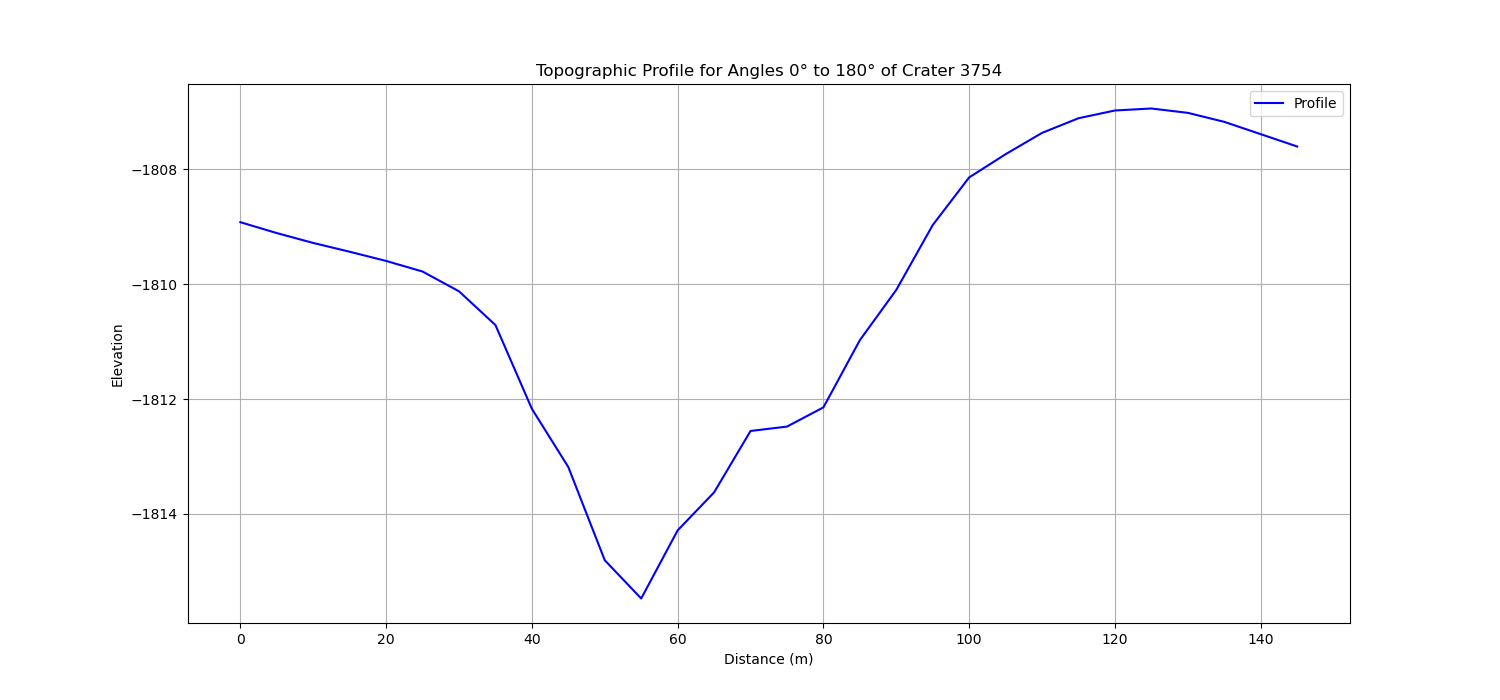 Topographic Profile for Angles 0° to 180° of Crater 3754
Profile
−1808
−1810
−1812
−1814
Elevation
0 20 40 60 80 100 120 140
Distance (m)